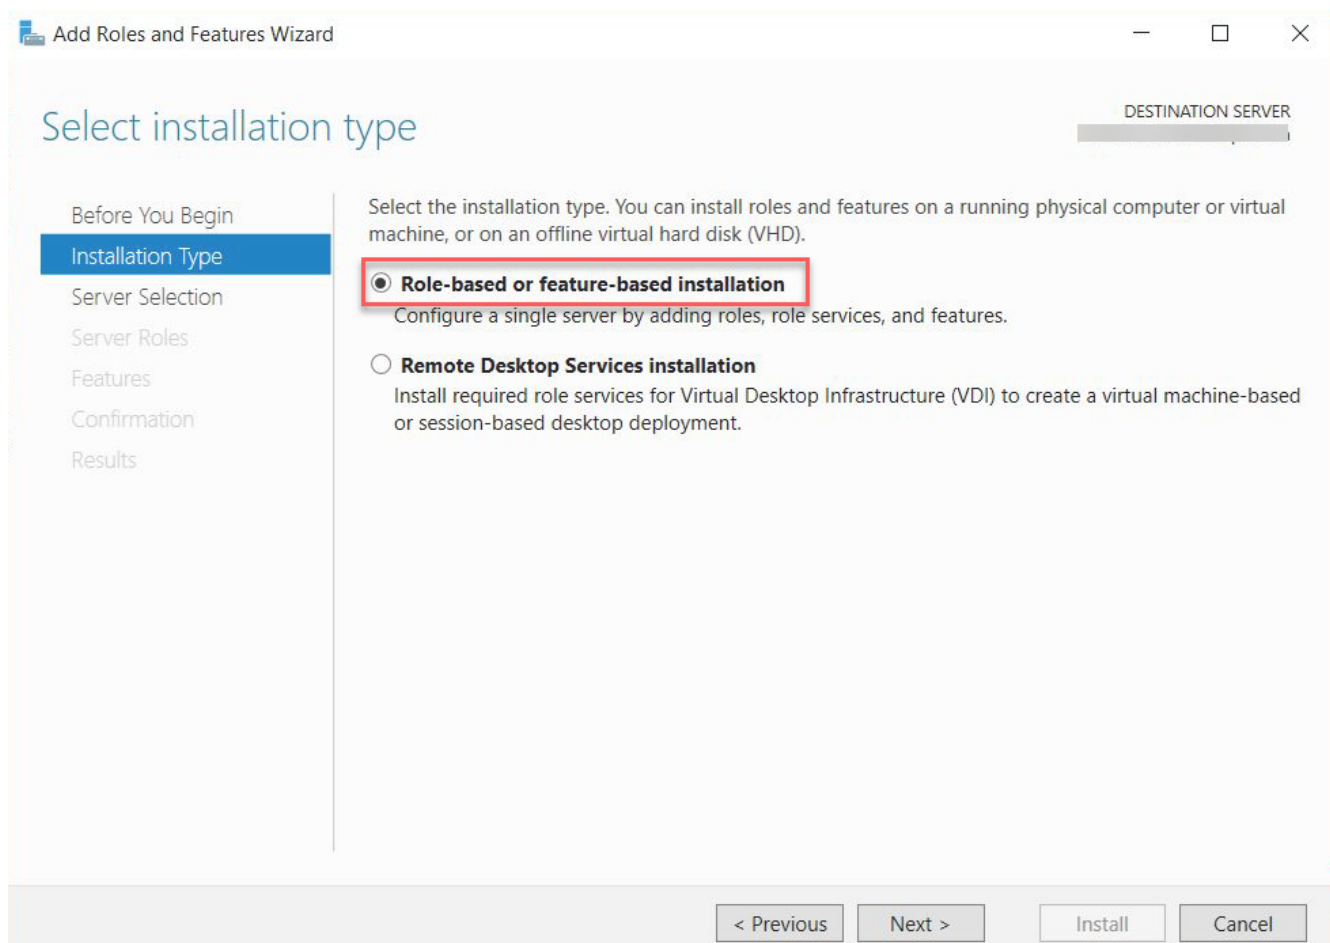 Add Roles and Features Wizard
Select installation type
DESTINATION SERVER
Before You Begin
Installation Type
Server Selection
Server Roles
Features
Confirmation
Results
Select the installation type. You can install roles and features on a running physical computer or virtual
machine, or on an offline virtual hard disk (VHD).
Role-based or feature-based installation
Configure a single server by adding roles, role services, and features.
Remote Desktop Services installation
Install required role services for Virtual Desktop Infrastructure (VDI) to create a virtual machine-based
or session-based desktop deployment.
< Previous
Next >
Install
Cancel